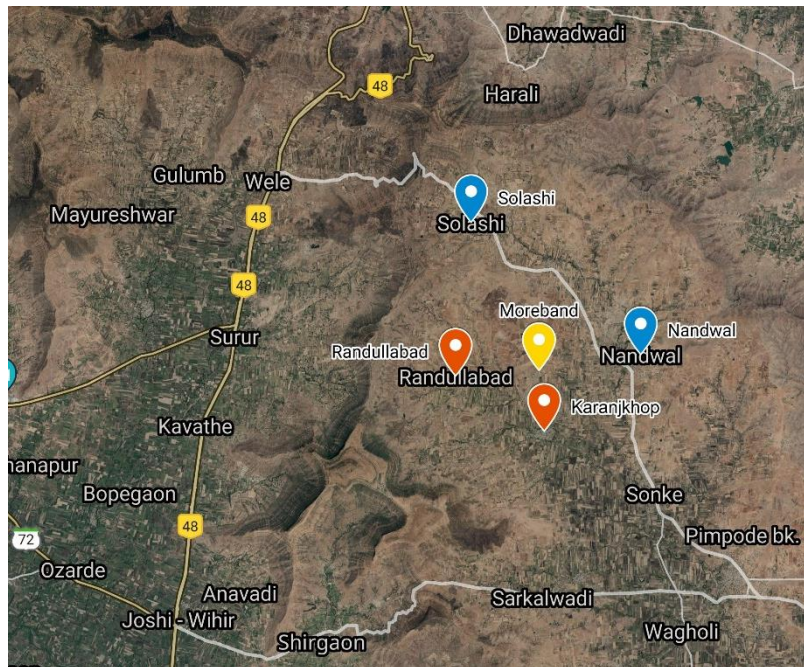 Dhawadwadi
48
Harali
Gulumb
Wele
Solashi
Mayureshwar
48
Solashi
48
Moreband
Surur
Randullabad
Nandwal
Nandwal
Randullabad
Karanjkhop
Kavathe
Bopegaon
Sonke
48
Pimpode bk.
72
Ozarde
Anavadi
Sarkalwadi
Joshi - Wihir
Shirgaon
Wagholi